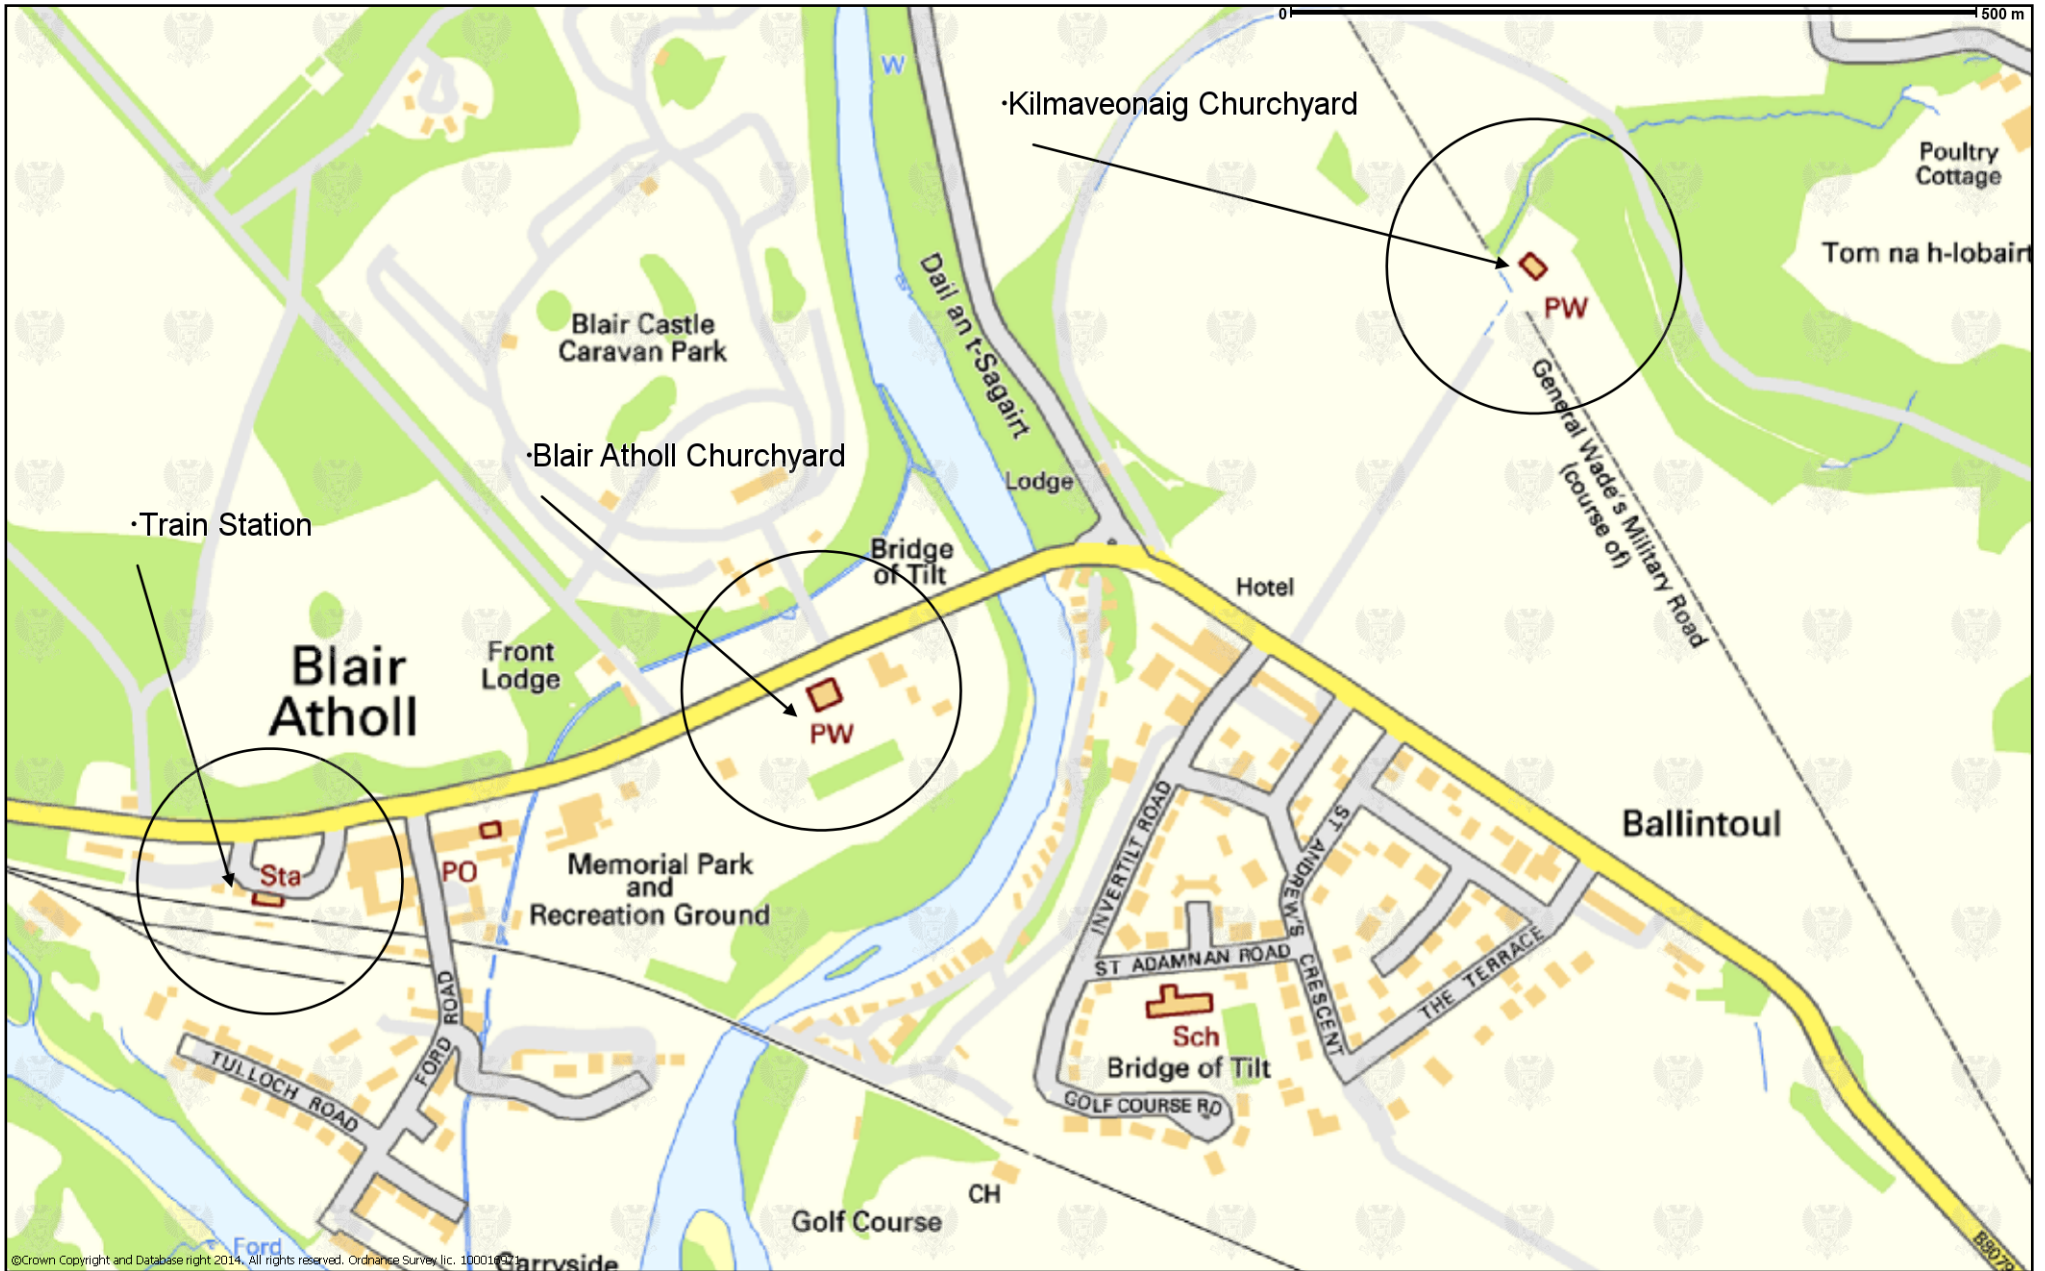 0
500 m
W
·Kilmaveonaig Churchyard
Poultry
Cottage
Tom na h-Iobairt
PW
Dail an t-Sagairt
Blair Castle
Caravan Park
General Wade's Military Road
(course of)
·Blair Atholl Churchyard
Lodge
·Train Station
Bridge
of Tilt
Hotel
Front
Lodge
Blair
Atholl
PW
Ballintoul
INVERTILT ROAD
ST ANDREW'S CRESCENT
Sta
PO
Memorial Park
and
Recreation Ground
ST ADAMNAN ROAD
THE TERRACE
FORD ROAD
Sch
Bridge of Tilt
TULLOCH ROAD
GOLF COURSE RD
CH
Golf Course
Ford
B8079
©Crown Copyright and Database right 2014. All rights reserved. Ordnance Survey lic.
Garryside